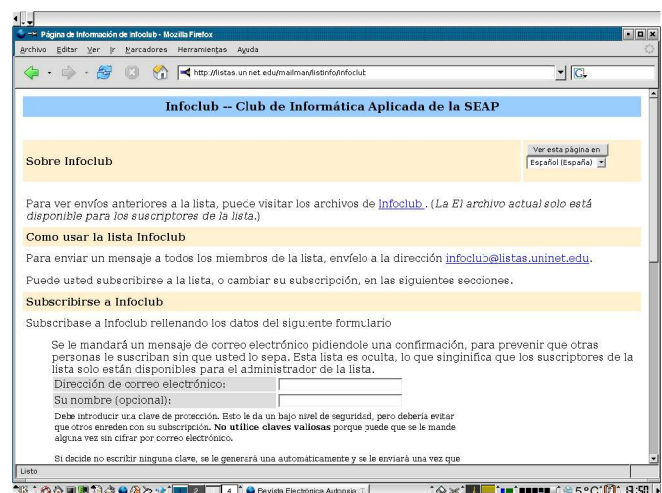 Página de Información de infoclub - Mozilla Firefox
Archivo Editar Ver Ir Marcadores Herramientas Ayuda
http://listas.uninet.edu/mailman/listinfo/infoclub
G
Infoclub -- Club de Informática Aplicada de la SEAP
Sobre Infoclub
Ver esta página en
Español (España)
Para ver envíos anteriores a la lista, puede visitar los archivos de Infoclub . (La El archivo actual solo está
disponible para los suscriptores de la lista.)
Como usar la lista Infoclub
Para enviar un mensaje a todos los miembros de la lista, envíelo a la dirección infoclub@listas.uninet.edu.
Puede usted subscribirse a la lista, o cambiar su subscripción, en las siguientes secciones.
Subscribirse a Infoclub
Subscribase a Infoclub rellenando los datos del siguiente formulario
Se le mandará un mensaje de correo electrónico pidiendole una confirmación, para prevenir que otras
personas le suscriban sin que usted lo sepa. Esta lista es oculta, lo que singinifica que los suscriptores de la
lista solo están disponibles para el administrador de la lista.
Dirección de correo electrónico:
Su nombre (opcional):
Debe introducir una clave de protección. Esto le da un bajo nivel de seguridad, pero debería evitar
que otros enreden con su subscripción. No utilice claves valiosas porque puede que se le mande
alguna vez sin cifrar por correo electrónico.
Si decide no escribir ninguna clave, se le generará una automáticamente y se le enviará una vez que
Listo
2 4 Revista Electrónica Autopsia
5°C 9:50